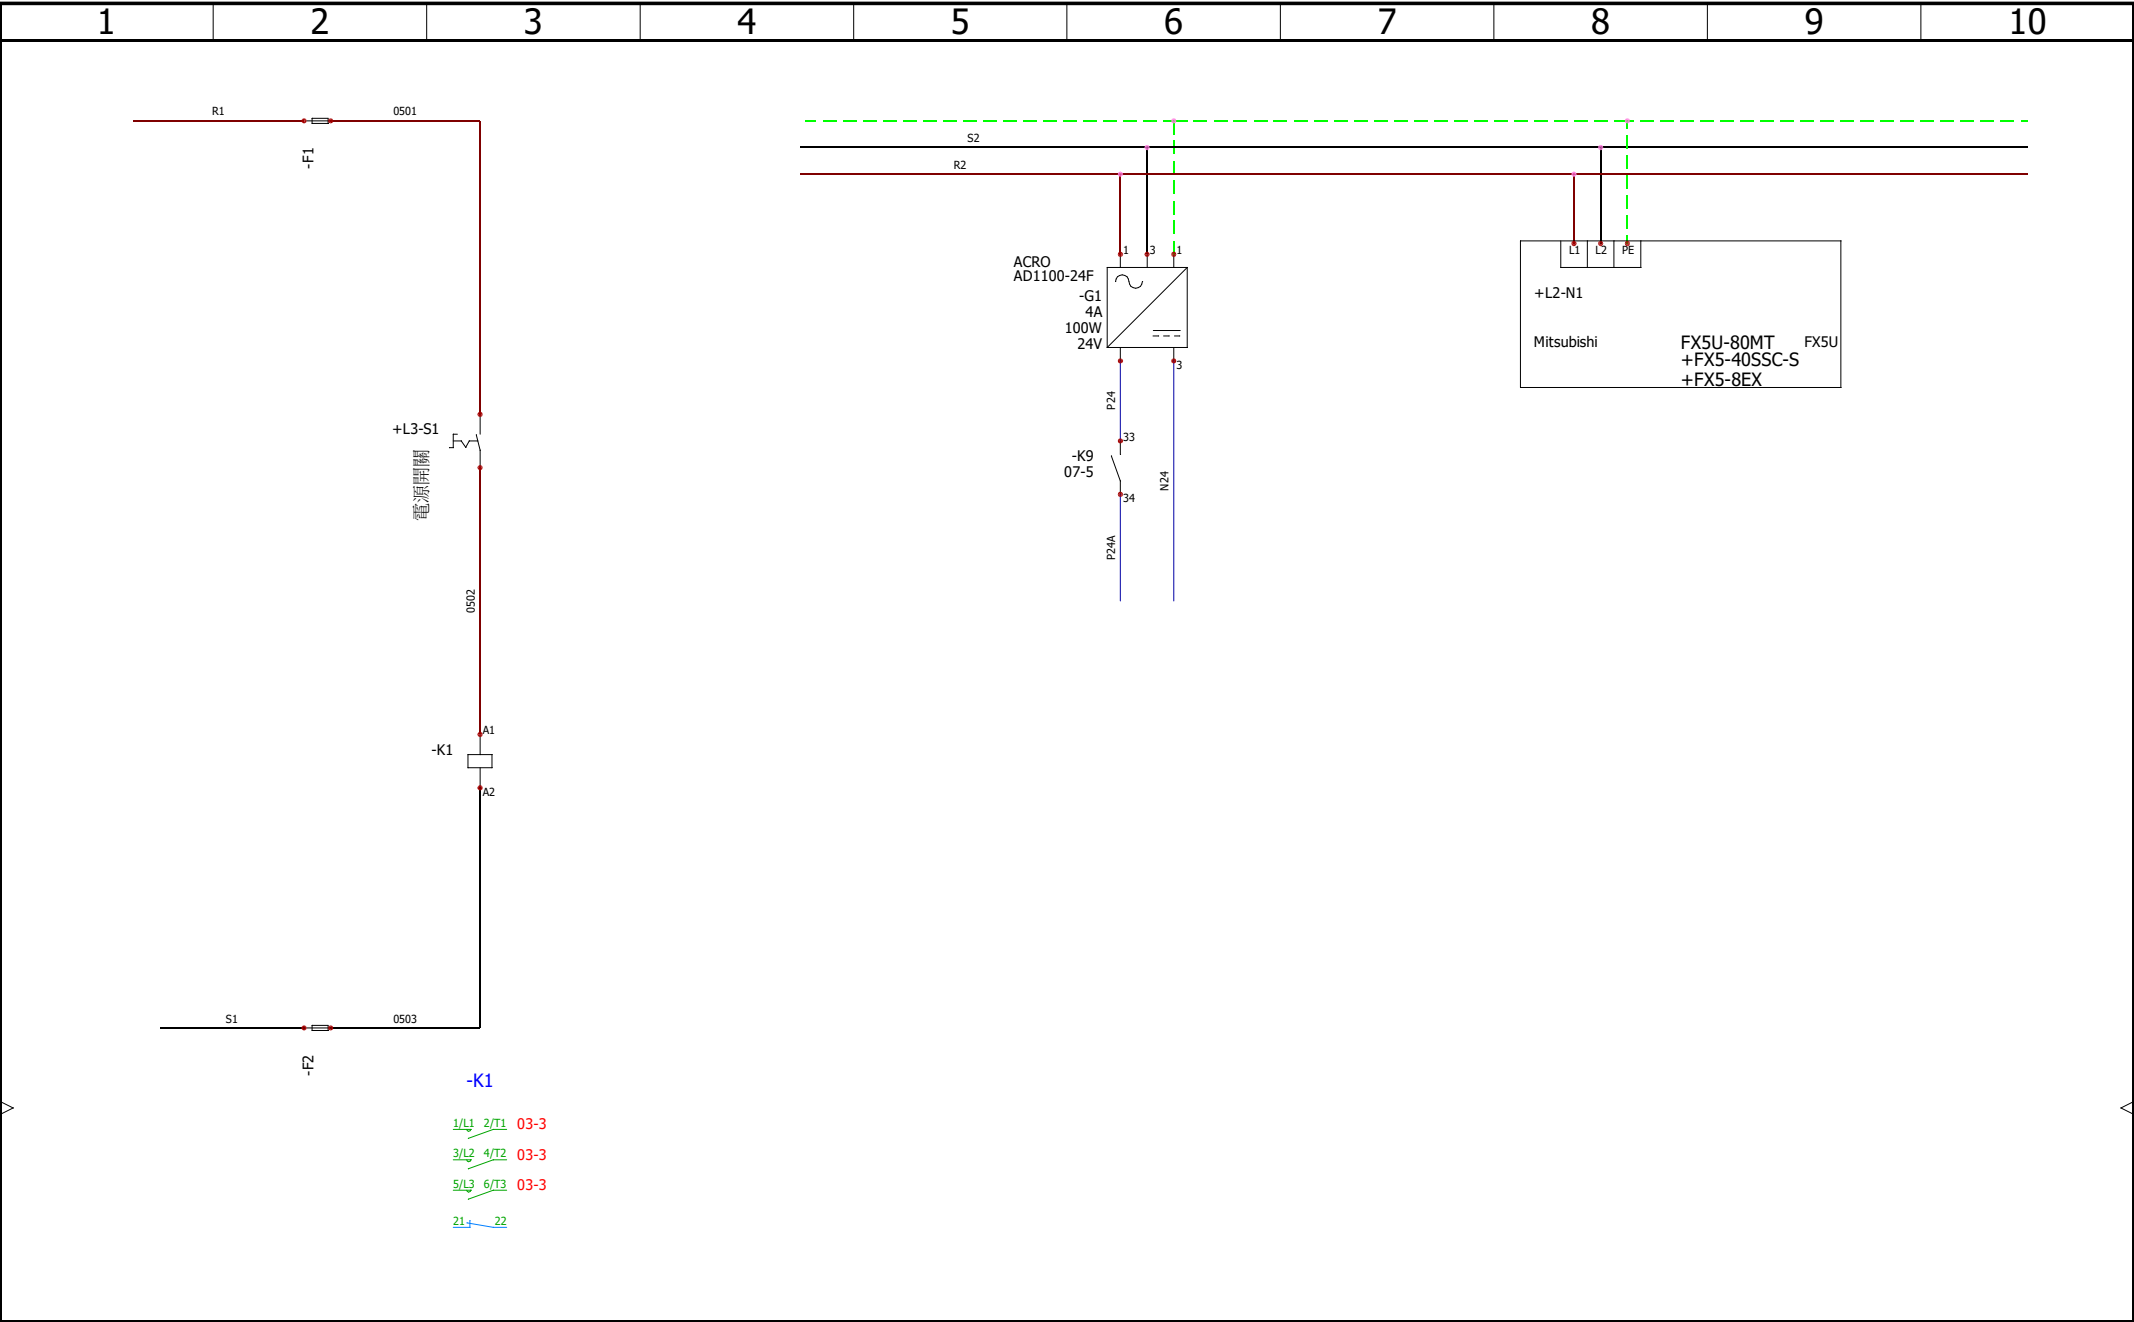 1 2 3 4 5 6 7 8 9 10
R1
0501
-F1
S2
R2
+L3-S1
電源開關
0502
A1
-K1
A2
S1
0503
-F2
-K1
1/L1 2/T1 03-3
3/L2 4/T2 03-3
5/L3 6/T3 03-3
21 22
1 3 1
ACRO
AD1100-24F
-G1
4A
100W
24V
3
P24
33
-K9
07-5
34
N24
P24A
L1 L2 PE
+L2-N1
Mitsubishi
FX5U-80MT
+FX5-40SSC-S
+FX5-8EX
FX5U